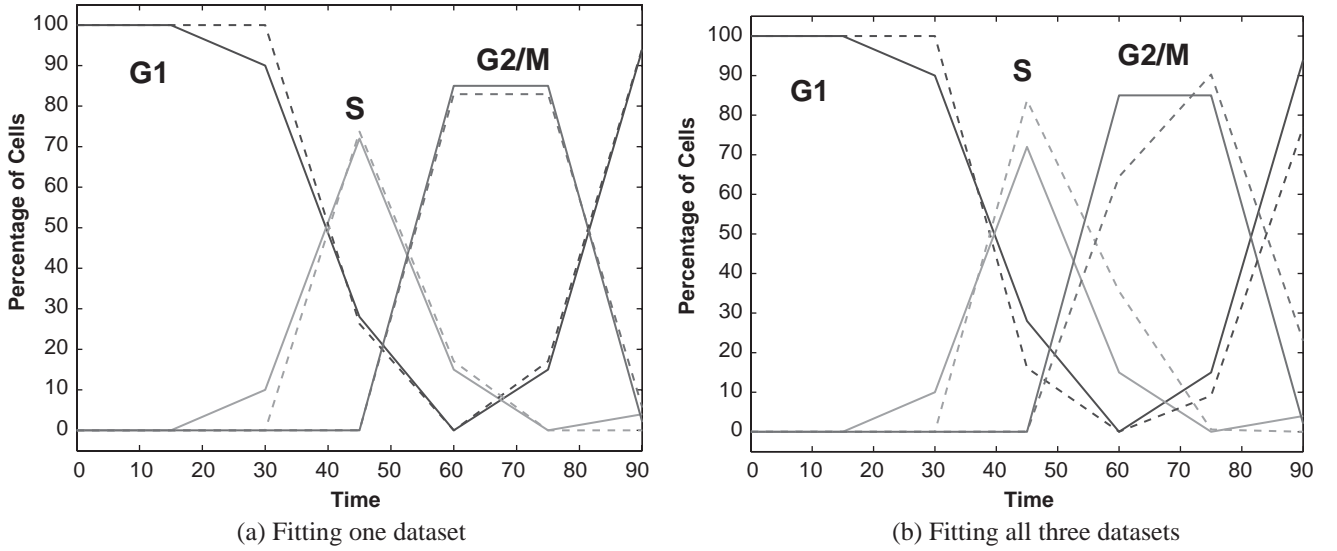 100
90
80
70
60
50
40
30
20
10
0
Percentage of Cells
G1
S
G2/M
0 10 20 30 40 50 60 70 80 90
Time
(a) Fitting one dataset
100
90
80
70
60
50
40
30
20
10
0
Percentage of Cells
G1
S
G2/M
0 10 20 30 40 50 60 70 80 90
Time
(b) Fitting all three datasets